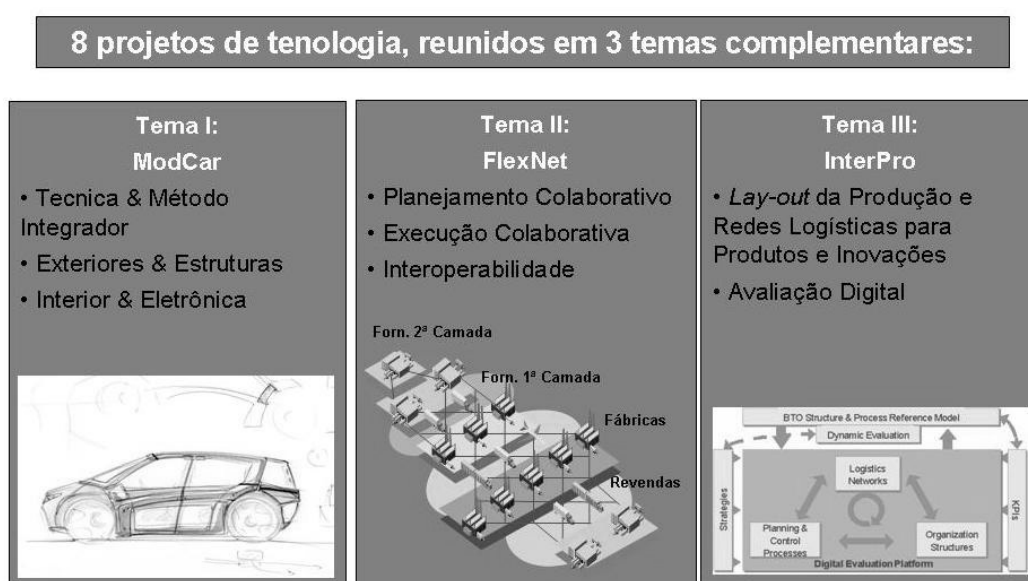 8 projetos de tenologia, reunidos em 3 temas complementares:
Tema I:
ModCar
• Tecnica & Método
Integrador
• Exteriores & Estruturas
• Interior & Eletrônica
Tema II:
FlexNet
• Planejamento Colaborativo
• Execução Colaborativa
• Interoperabilidade
Forn. 2ª Camada
Forn. 1ª Camada
Fábricas
Revendas
Tema III:
InterPro
• Lay-out da Produção e
Redes Logísticas para
Produtos e Inovações
• Avaliação Digital
BTO Structure & Process Reference Model
Dynamic Evaluation
Strategies
Logistics
Networks
KPIs
Planning &
Control
Processes
Organization
Structures
Digital Evaluation Platform